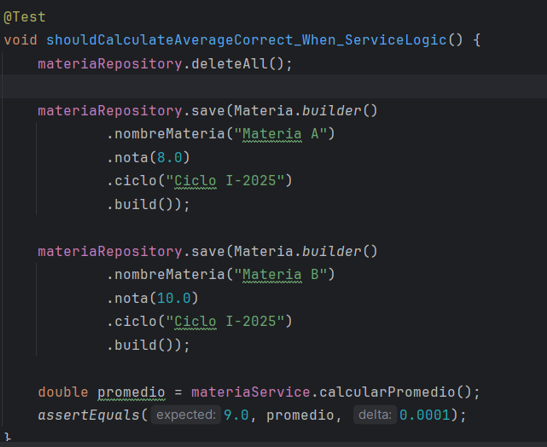 @Test
void shouldCalculateAverageCorrect_When_ServiceLogic() {
materiaRepository.deleteAll();
materiaRepository.save(Materia.builder()
.nombreMateria("Materia A")
.nota(8.0)
.ciclo("Ciclo I-2025")
.build());
materiaRepository.save(Materia.builder()
.nombreMateria("Materia B")
.nota(10.0)
.ciclo("Ciclo I-2025")
.build());
double promedio = materiaService.calcularPromedio();
assertEquals( expected: 9.0, promedio, delta: 0.0001);
}